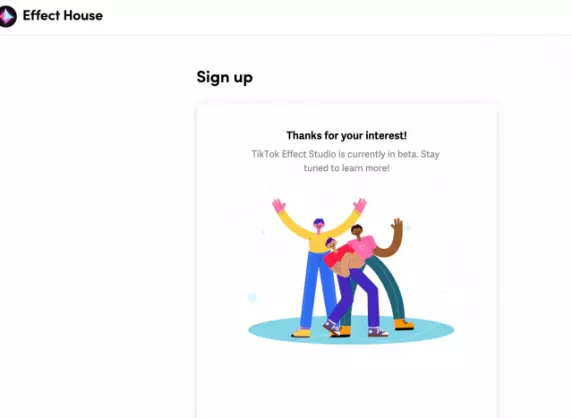 Effect House
Sign up
Thanks for your interest!
TikTok Effect Studio is currently in beta. Stay
tuned to learn more!